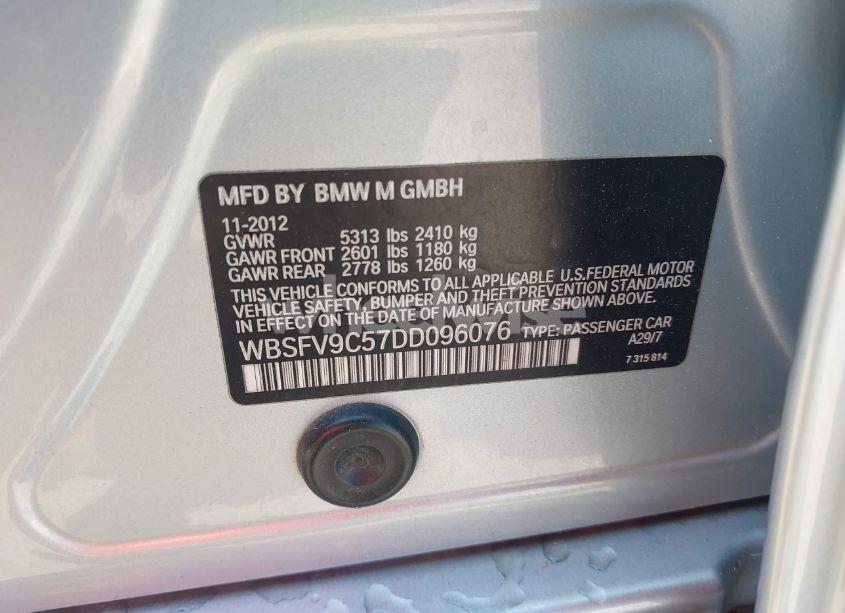 MFD BY BMW M GMBH
11-2012
GVWR 5313 lbs 2410 kg
GAWR FRONT 2601 lbs 1180 kg
GAWR REAR 2778 lbs 1260 kg
THIS VEHICLE CONFORMS TO ALL APPLICABLE U.S.FEDERAL MOTOR
VEHICLE SAFETY, BUMPER AND THEFT PREVENTION STANDARDS
IN EFFECT ON THE DATE OF MANUFACTURE SHOWN ABOVE.
WBSFV9C57DD096076 TYPE: PASSENGER CAR
A29/7
7 315 814